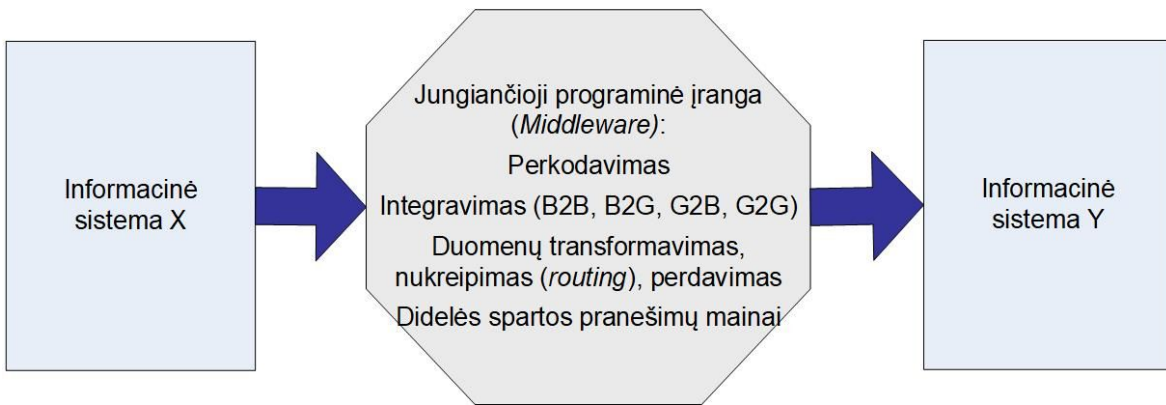 Informacinė
sistema X
Jungiančioji programinė įranga
(Middleware):
Perkodavimas
Integravimas (B2B, B2G, G2B, G2G)
Duomenų transformavimas,
nukreipimas (routing), perdavimas
Didelės spartos pranešimų mainai
Informacinė
sistema Y